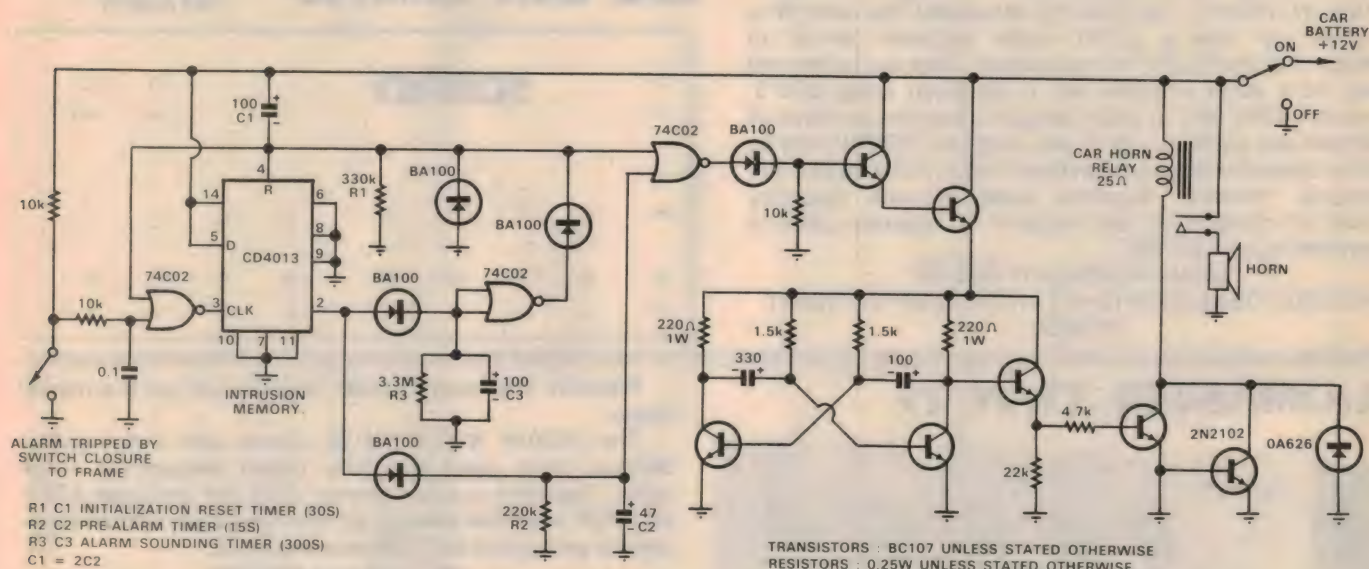 CAR
BATTERY
+12V
ON
OFF
100
C1
4
R
14
6
10k
5
D
8
CD4013
9
330k
R1
BA100
BA100
74C02
BA100
10k
CAR HORN
RELAY
25Ω
HORN
74C02
10k
3
CLK
2
BA100
74C02
10
7
11
0.1
INTRUSION
MEMORY.
3.3M
R3
100
C3
220Ω
1W
1.5k
1.5k
220Ω
1W
330
100
4.7k
2N2102
OA626
22k
ALARM TRIPPED BY
SWITCH CLOSURE
TO FRAME
BA100
220k
R2
47
C2
R1 C1 INITIALIZATION RESET TIMER (30S)
R2 C2 PRE-ALARM TIMER (15S)
R3 C3 ALARM SOUNDING TIMER (300S)
C1 = 2C2
TRANSISTORS : BC107 UNLESS STATED OTHERWISE
RESISTORS : 0.25W UNLESS STATED OTHERWISE